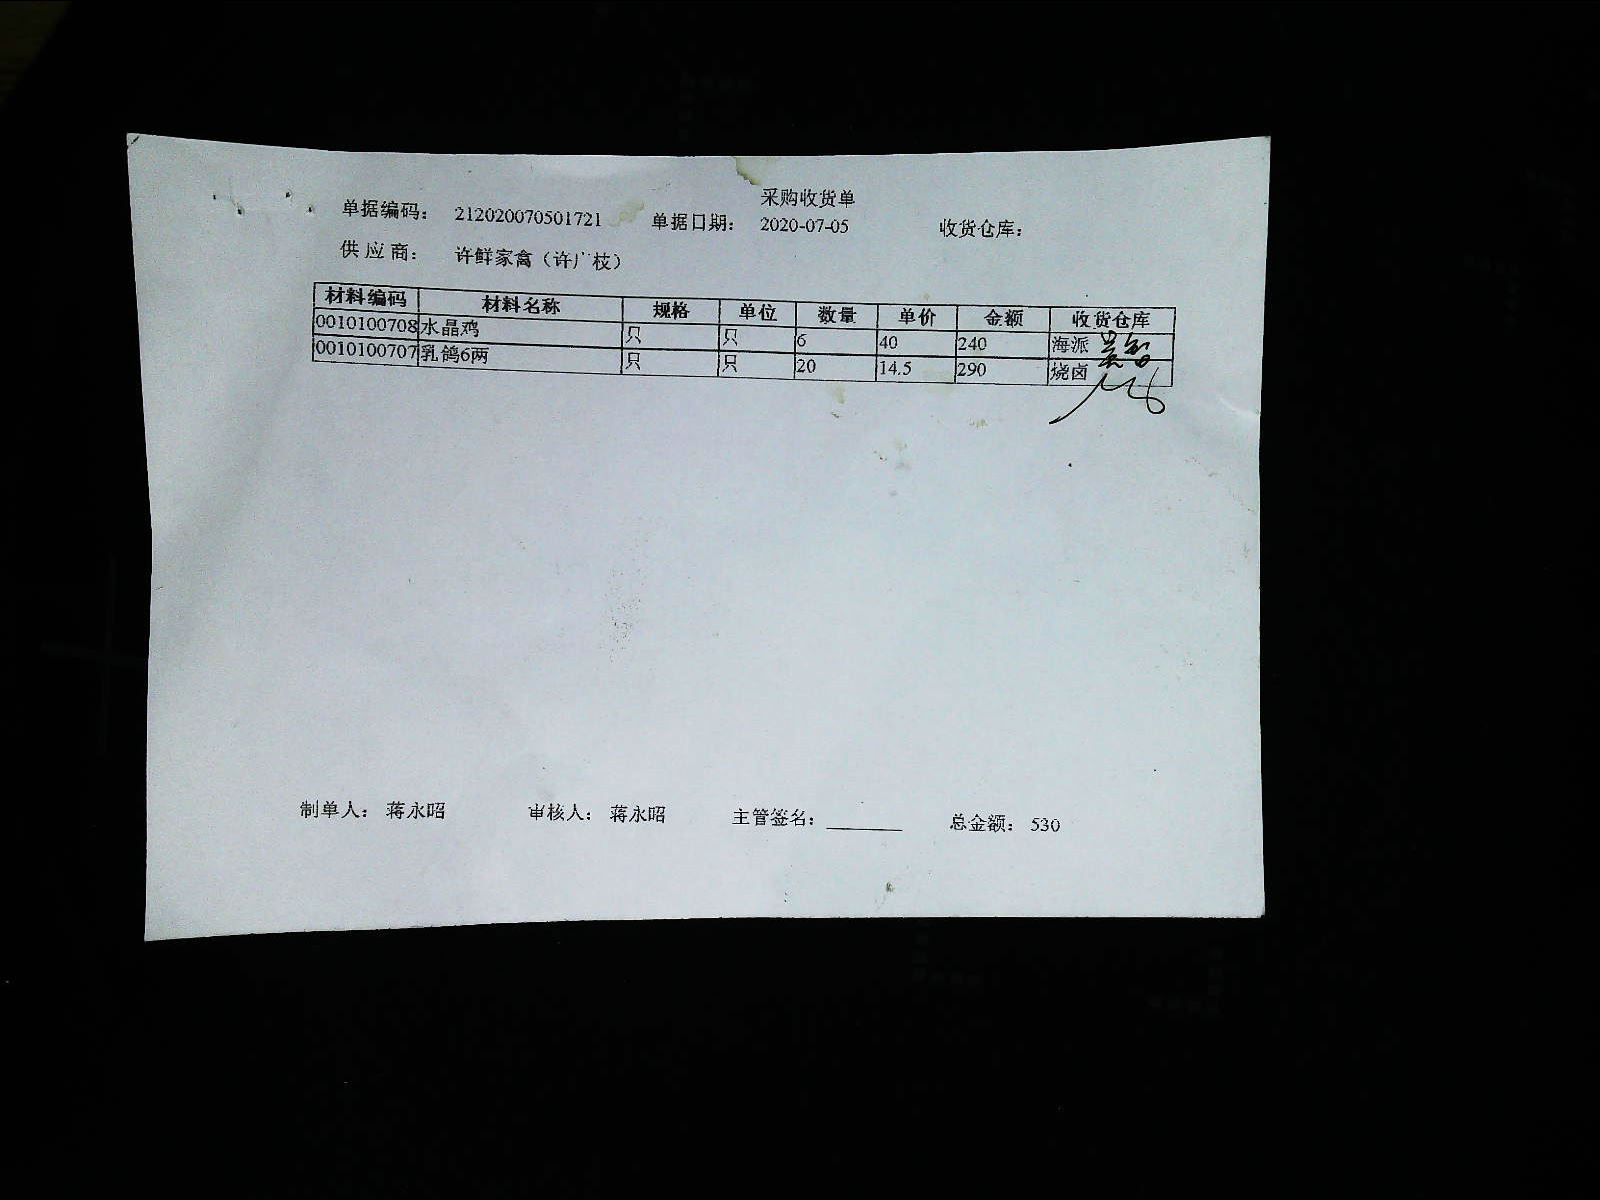 采购收货单
单据编码： 212020070501721 单据日期： 2020-07-05 收货仓库：
供 应 商： 许鲜家禽（许广枝）
材料编码 材料名称 规格 单位 数量 单价 金额 收货仓库
0010100708 水晶鸡 只 只 6 40 240 海派
0010100707 乳鸽6两 只 只 20 14.5 290 烧卤
制单人： 蒋永昭 审核人： 蒋永昭 主管签名： 总金额： 530